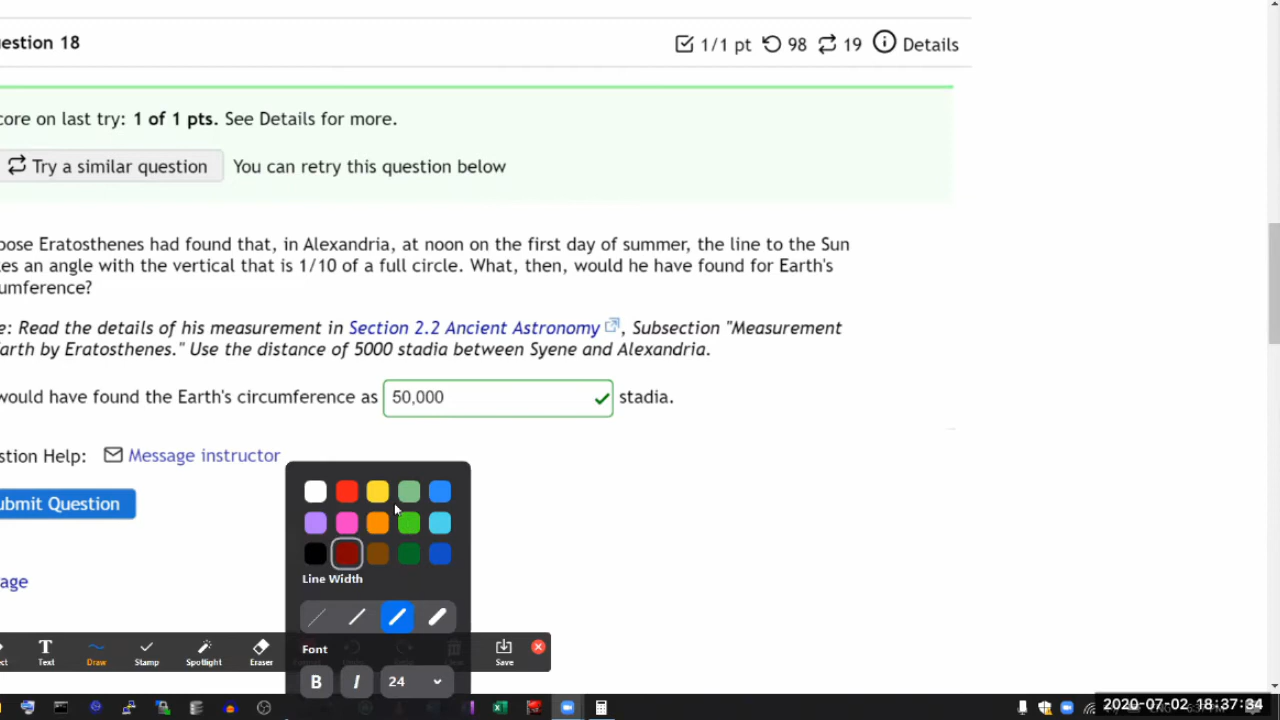 estion 18
1/1 pt 98 19 Details
core on last try: 1 of 1 pts. See Details for more.
Try a similar question You can retry this question below
pose Eratosthenes had found that, in Alexandria, at noon on the first day of summer, the line to the Sun
es an angle with the vertical that is 1/10 of a full circle. What, then, would he have found for Earth's
umference?
e: Read the details of his measurement in Section 2.2 Ancient Astronomy, Subsection "Measurement
arth by Eratosthenes." Use the distance of 5000 stadia between Syene and Alexandria.
would have found the Earth's circumference as 50,000 stadia.
stion Help: Message instructor
ubmit Question
age
Line Width
Font
B I 24
ct Text Draw Stamp Spotlight Eraser Save
2020-07-02 18:37:34